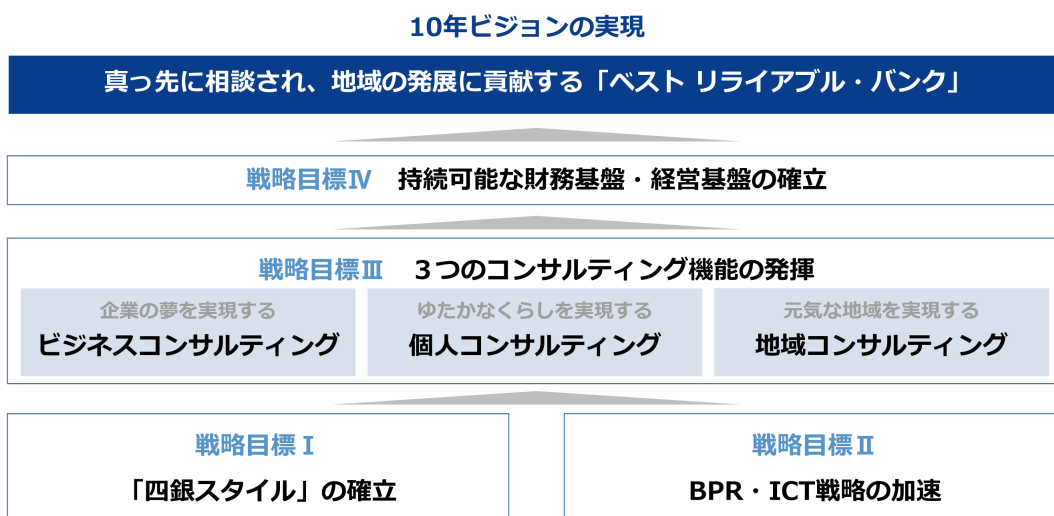 10年ビジョンの実現
真っ先に相談され、地域の発展に貢献する「ベスト リライアブル・バンク」
戦略目標Ⅳ 持続可能な財務基盤・経営基盤の確立
戦略目標Ⅲ ３つのコンサルティング機能の発揮
企業の夢を実現する
ビジネスコンサルティング
ゆたかなくらしを実現する
個人コンサルティング
元気な地域を実現する
地域コンサルティング
戦略目標Ⅰ
「四銀スタイル」の確立
戦略目標Ⅱ
BPR・ICT戦略の加速